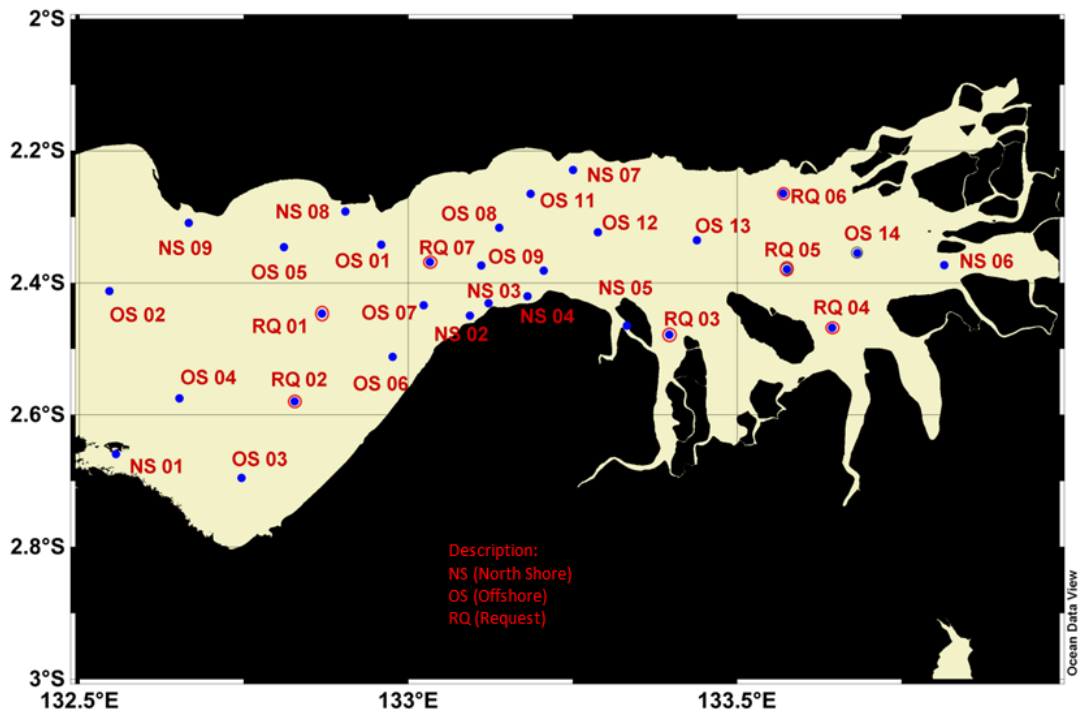 2°S
2.2°S
NS 07
RQ 06
OS 11
NS 08
OS 08
OS 12
OS 13
OS 14
NS 09
OS 01
RQ 07
OS 09
RQ 05
NS 06
OS 05
2.4°S
NS 03
NS 05
OS 02
RQ 01
OS 07
NS 02
NS 04
RQ 03
RQ 04
OS 04
RQ 02
OS 06
2.6°S
NS 01
OS 03
2.8°S
Description:
NS (North Shore)
OS (Offshore)
RQ (Request)
3°S
132.5°E
133°E
133.5°E
Ocean Data View